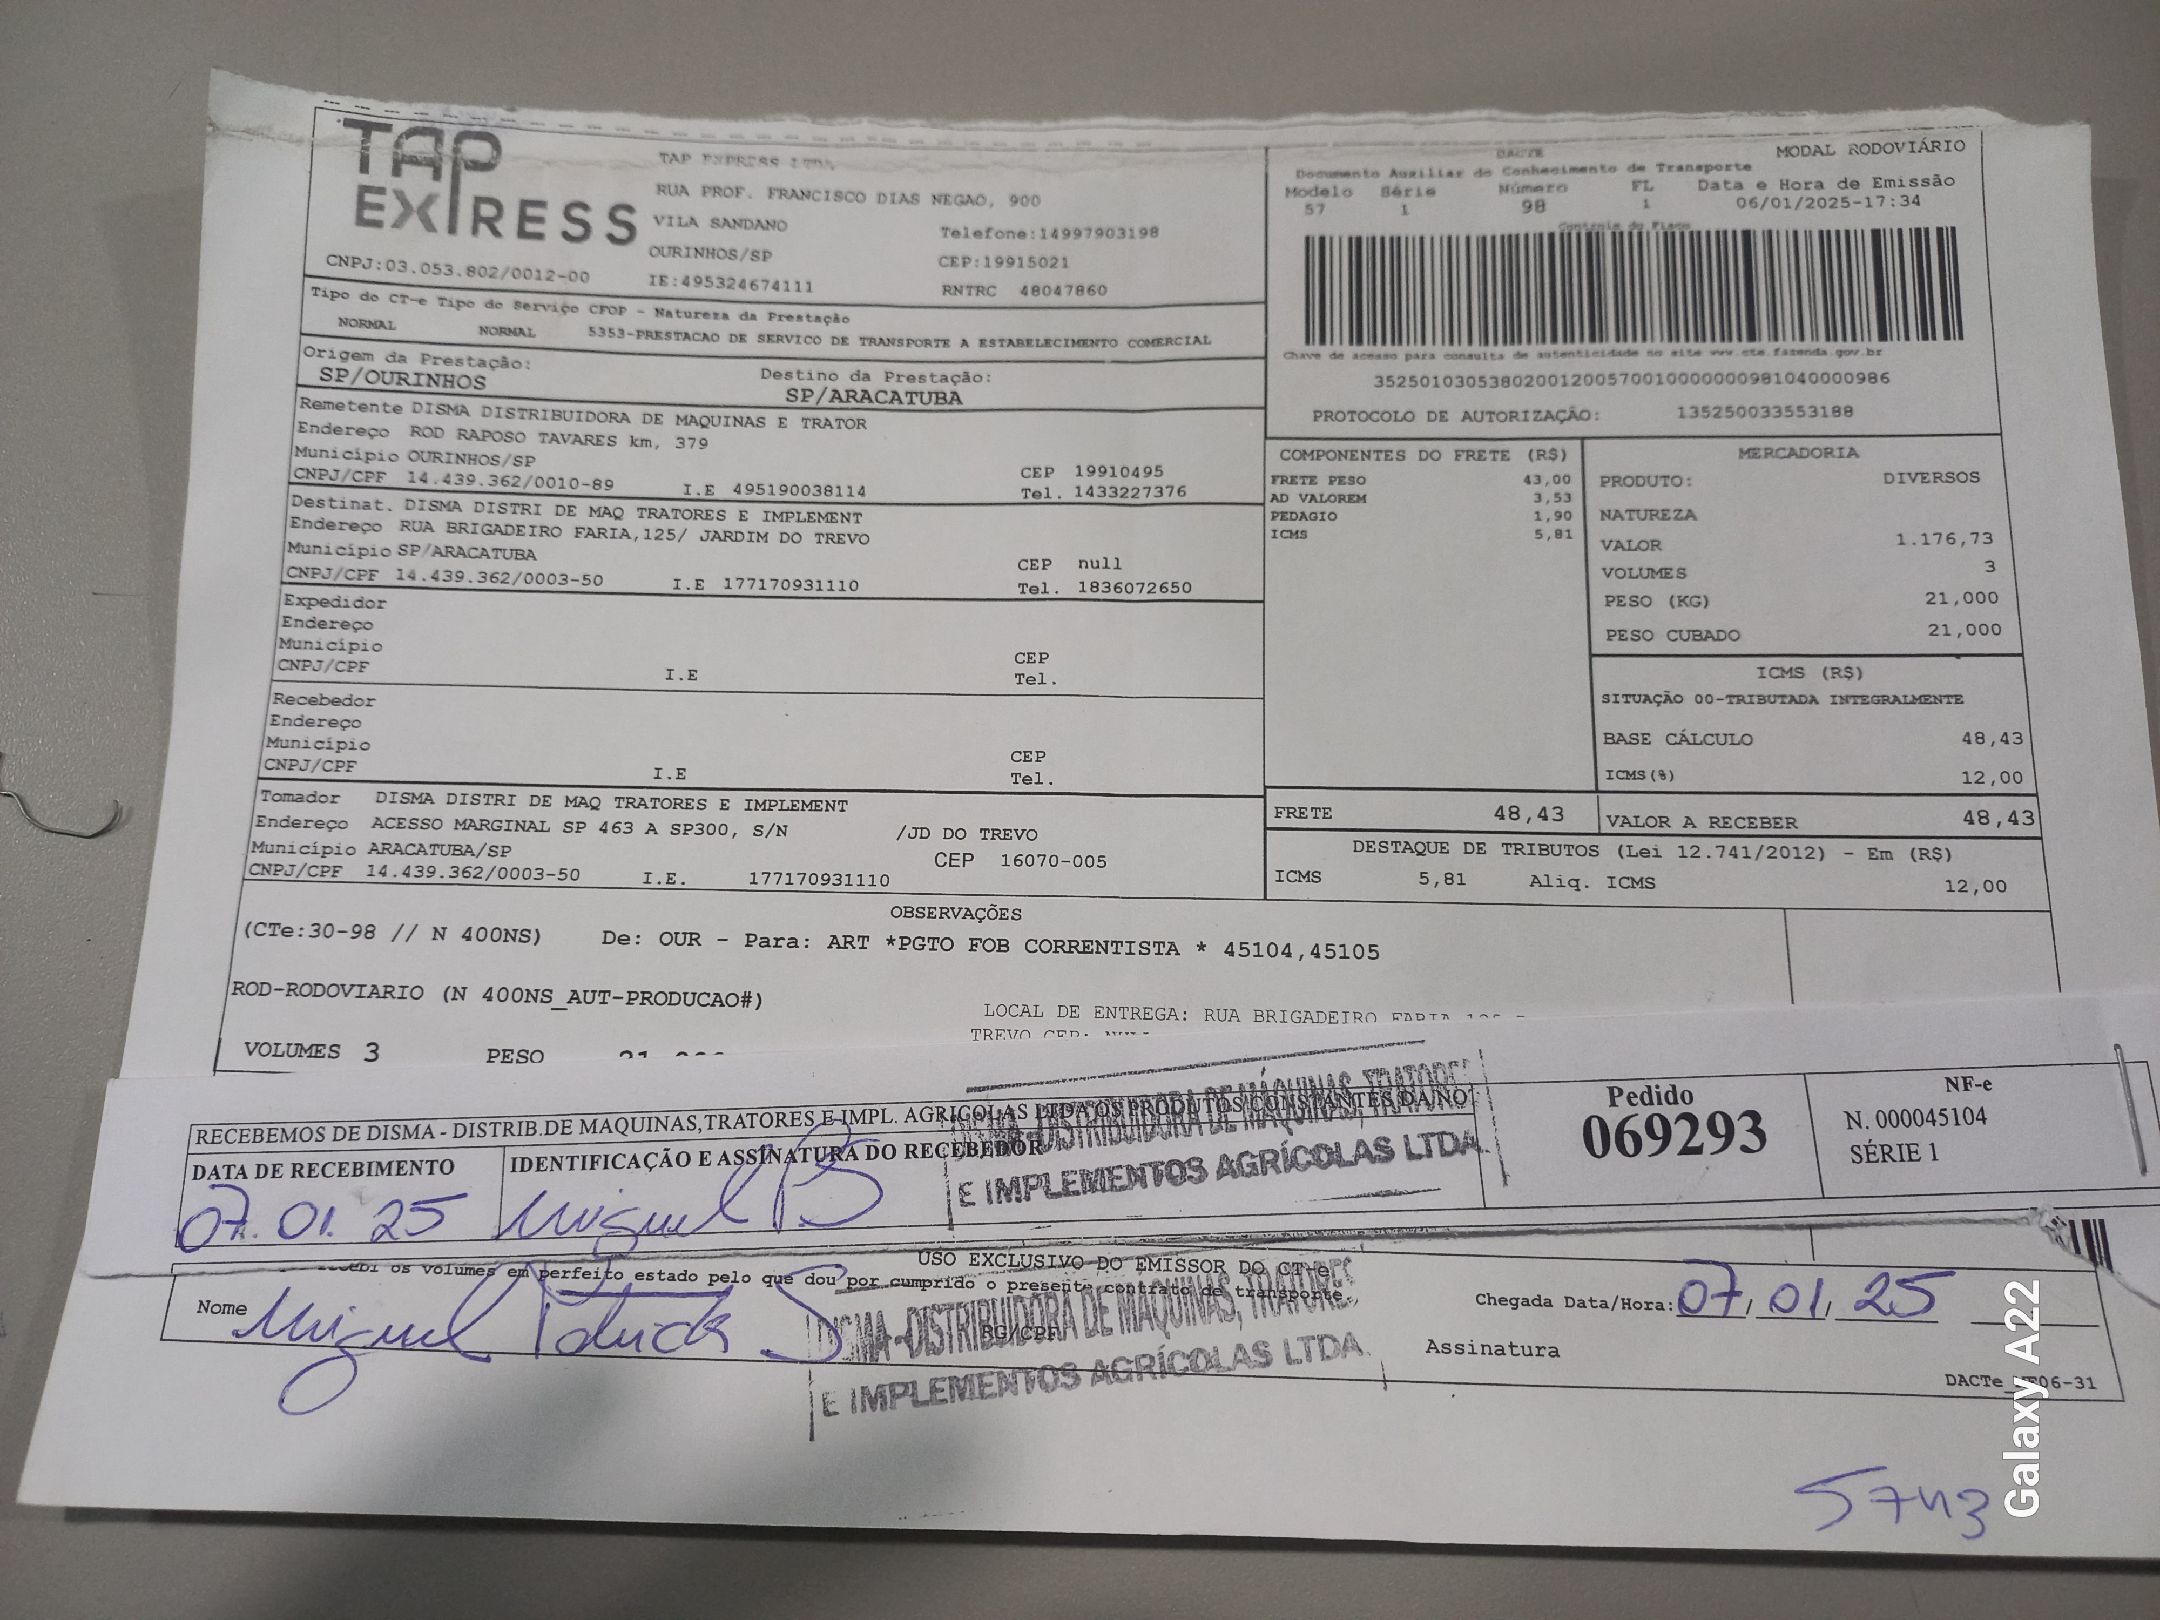 TAP
EXPRESS
TAP EXPRESS LTDA
RUA PROF. FRANCISCO DIAS NEGAO, 900
VILA SANDANO
Telefone:14997903198
OURINHOS/SP
CEP:19915021
CNPJ:03.053.802/0012-00
IE:495324674111
RNTRC 48047860
DACTE
MODAL RODOVIÁRIO
Documento Auxiliar do Conhecimento de Transporte
Modelo Série Número FL Data e Hora de Emissão
57 1 98 1 06/01/2025-17:34
Controle do Fisco
Chave de acesso para consulta de autenticidade no site www.cte.fazenda.gov.br
35250103053802001200570010000000981040000986
PROTOCOLO DE AUTORIZAÇÃO: 135250033553188
Tipo do CT-e Tipo do Serviço CFOP - Natureza da Prestação
NORMAL NORMAL 5353-PRESTACAO DE SERVICO DE TRANSPORTE A ESTABELECIMENTO COMERCIAL
Origem da Prestação: Destino da Prestação:
SP/OURINHOS SP/ARACATUBA
Remetente DISMA DISTRIBUIDORA DE MAQUINAS E TRATOR
Endereço ROD RAPOSO TAVARES km, 379
Município OURINHOS/SP CEP 19910495
CNPJ/CPF 14.439.362/0010-89 I.E 495190038114 Tel. 1433227376
Destinat. DISMA DISTRI DE MAQ TRATORES E IMPLEMENT
Endereço RUA BRIGADEIRO FARIA,125/ JARDIM DO TREVO
Município SP/ARACATUBA CEP null
CNPJ/CPF 14.439.362/0003-50 I.E 177170931110 Tel. 1836072650
Expedidor
Endereço
Município CEP
CNPJ/CPF I.E Tel.
Recebedor
Endereço
Município CEP
CNPJ/CPF I.E Tel.
Tomador DISMA DISTRI DE MAQ TRATORES E IMPLEMENT
Endereço ACESSO MARGINAL SP 463 A SP300, S/N /JD DO TREVO
Município ARACATUBA/SP CEP 16070-005
CNPJ/CPF 14.439.362/0003-50 I.E. 177170931110
COMPONENTES DO FRETE (R$)
FRETE PESO 43,00
AD VALOREM 3,53
PEDAGIO 1,90
ICMS 5,81
MERCADORIA
PRODUTO: DIVERSOS
NATUREZA
VALOR 1.176,73
VOLUMES 3
PESO (KG) 21,000
PESO CUBADO 21,000
ICMS (R$)
SITUAÇÃO 00-TRIBUTADA INTEGRALMENTE
BASE CÁLCULO 48,43
ICMS(%) 12,00
FRETE 48,43
VALOR A RECEBER 48,43
DESTAQUE DE TRIBUTOS (Lei 12.741/2012) - Em (R$)
ICMS 5,81 Aliq. ICMS 12,00
OBSERVAÇÕES
(CTe:30-98 // N 400NS) De: OUR - Para: ART *PGTO FOB CORRENTISTA * 45104,45105
ROD-RODOVIARIO (N 400NS_AUT-PRODUCAO#)
LOCAL DE ENTREGA: RUA BRIGADEIRO FARIA
TREVO CEP:
VOLUMES 3 PESO
RECEBEMOS DE DISMA - DISTRIB.DE MAQUINAS,TRATORES E IMPL. AGRICOLAS LTDA OS PRODUTOS CONSTANTES DA NO
DATA DE RECEBIMENTO
IDENTIFICAÇÃO E ASSINATURA DO RECEBEDOR
07.01.25 Miguel
DISMA - DISTRIBUIDORA DE MÁQUINAS, TRATORES
E IMPLEMENTOS AGRÍCOLAS LTDA.
Pedido
069293
NF-e
N. 000045104
SÉRIE 1
USO EXCLUSIVO DO EMISSOR DO CT-e
os volumes em perfeito estado pelo que dou por cumprido o presente contrato de transporte
Nome Miguel
RG/CPF
DISMA - DISTRIBUIDORA DE MÁQUINAS, TRATORES
E IMPLEMENTOS AGRÍCOLAS LTDA.
Chegada Data/Hora: 07/01/25
Assinatura
06-31
5743
Galaxy A22